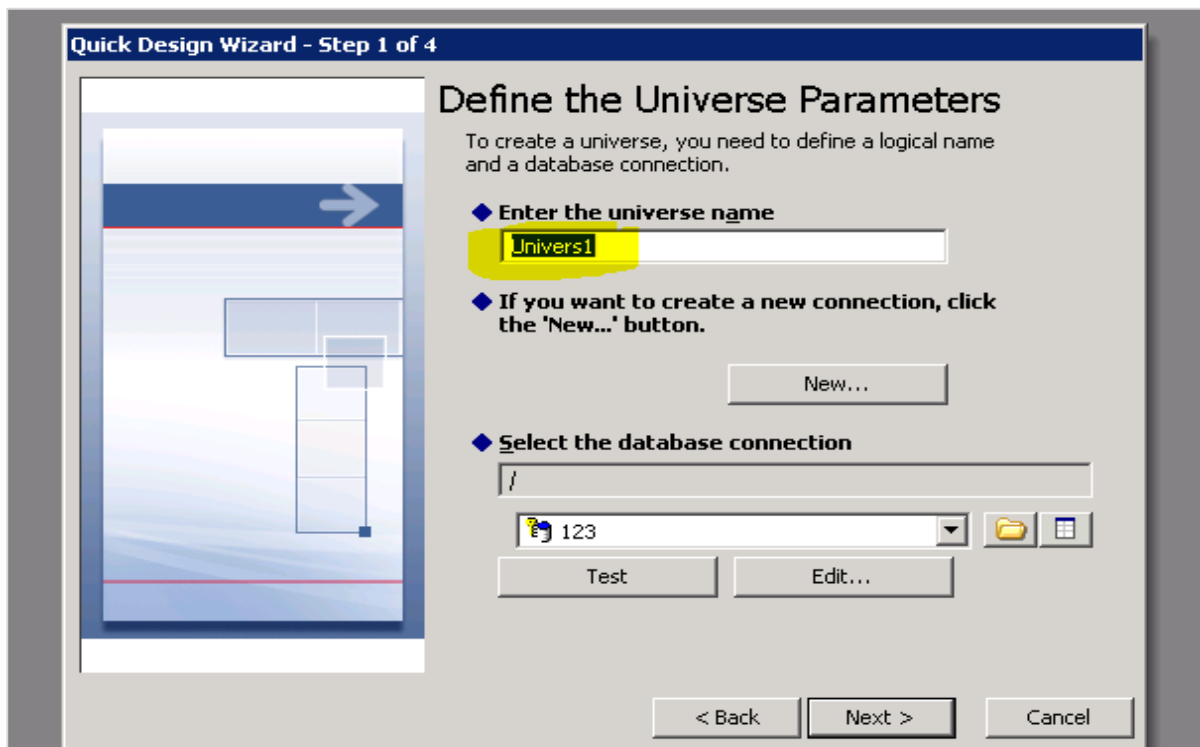 Quick Design Wizard - Step 1 of 4
Define the Universe Parameters
To create a universe, you need to define a logical name
and a database connection.
Enter the universe name
Univers1
If you want to create a new connection, click
the 'New...' button.
New...
Select the database connection
/
123
Test Edit...
< Back Next > Cancel